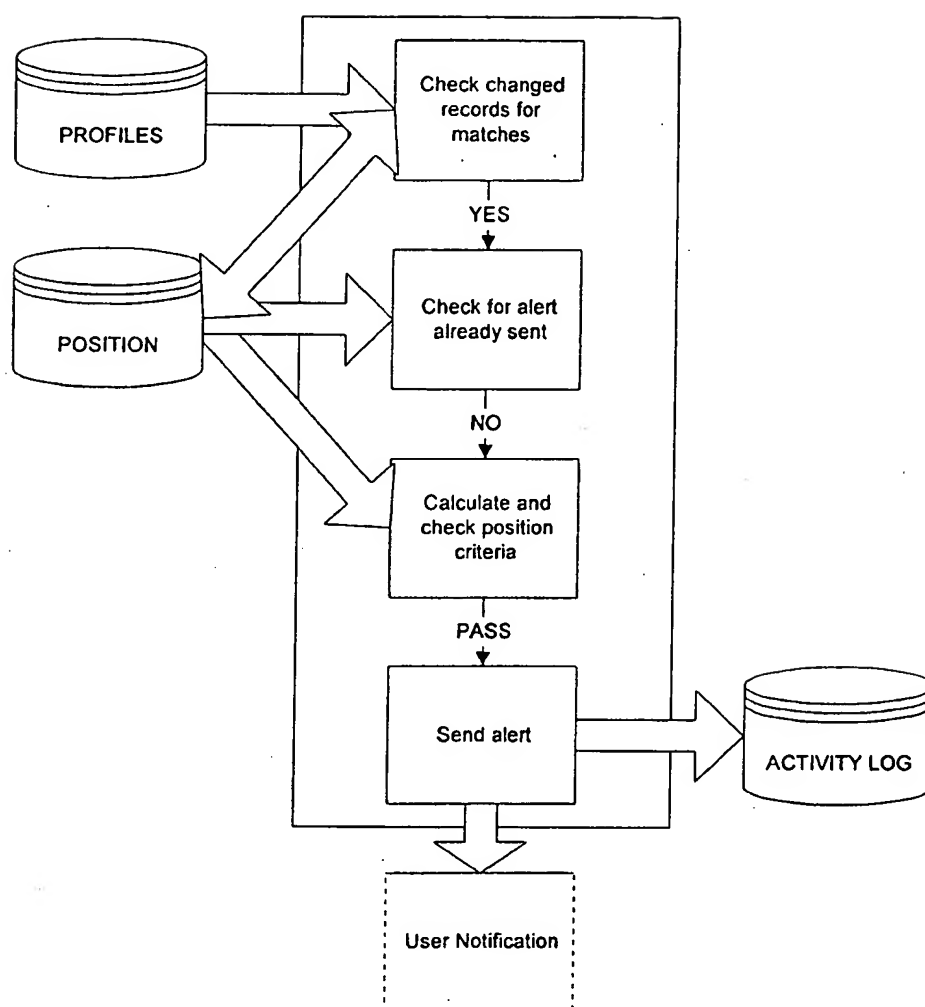 PROFILES
Check changed
records for
matches
YES
POSITION
Check for alert
already sent
NO
Calculate and
check position
criteria
PASS
Send alert
ACTIVITY LOG
User Notification